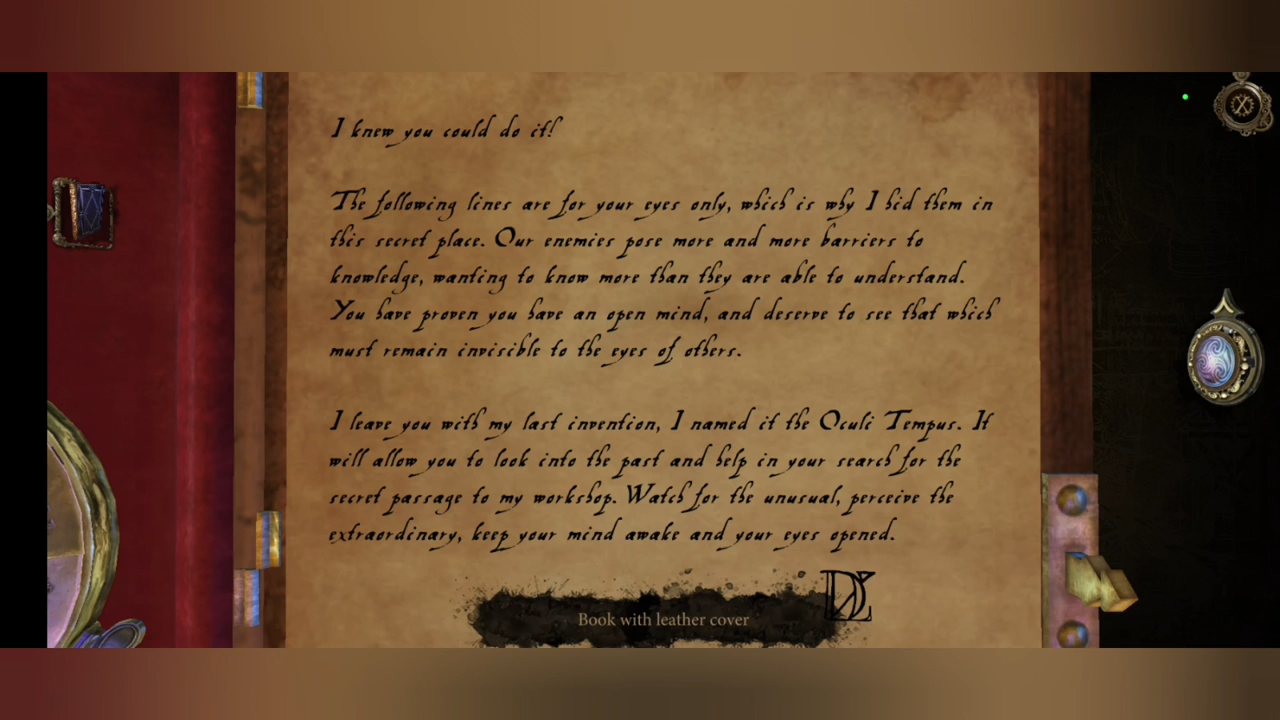 I knew you could do it!
The following lines are for your eyes only, which is why I hid them in
this secret place. Our enemies pose more and more barriers to
knowledge, wanting to know more than they are able to understand.
You have proven you have an open mind, and deserve to see that which
must remain invisible to the eyes of others.
I leave you with my last invention, I named it the Oculi Tempus. It
will allow you to look into the past and help in your search for the
secret passage to my workshop. Watch for the unusual, perceive the
extraordinary, keep your mind awake and your eyes opened.
Book with leather cover